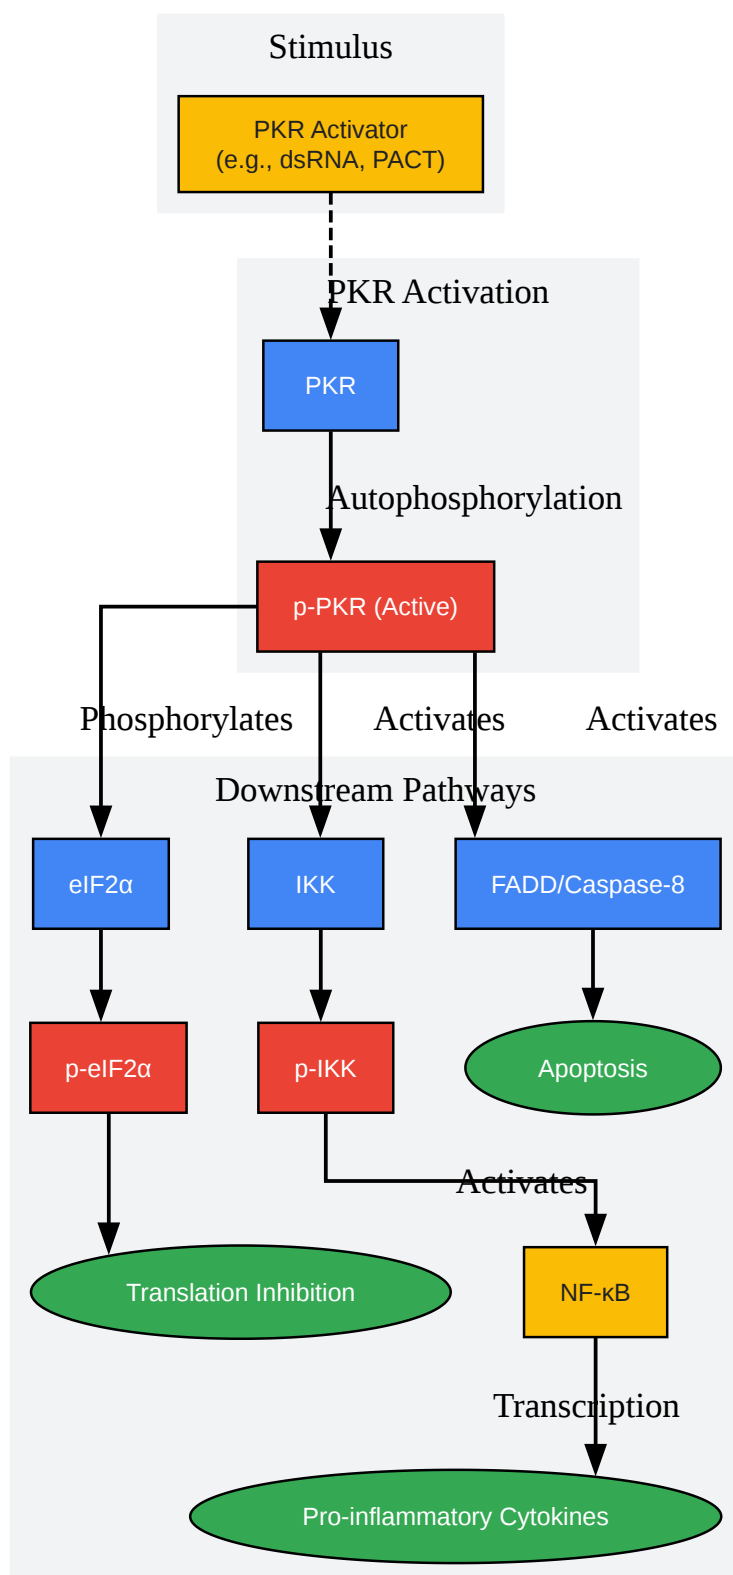 Stimulus
PKR Activator
(e.g., dsRNA, PACT)
PKR Activation
PKR
Autophosphorylation
p-PKR (Active)
Phosphorylates
Activates
Activates
Downstream Pathways
eIF2α
IKK
FADD/Caspase-8
p-eIF2α
p-IKK
Apoptosis
Activates
Translation Inhibition
NF-κB
Transcription
Pro-inflammatory Cytokines